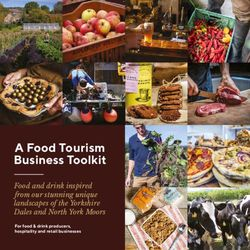 A Food Tourism
Business Toolkit
Food and drink inspired
from our stunning unique
landscapes of the Yorkshire
Dales and North York Moors
For food & drink producers,
hospitality and retail businesses